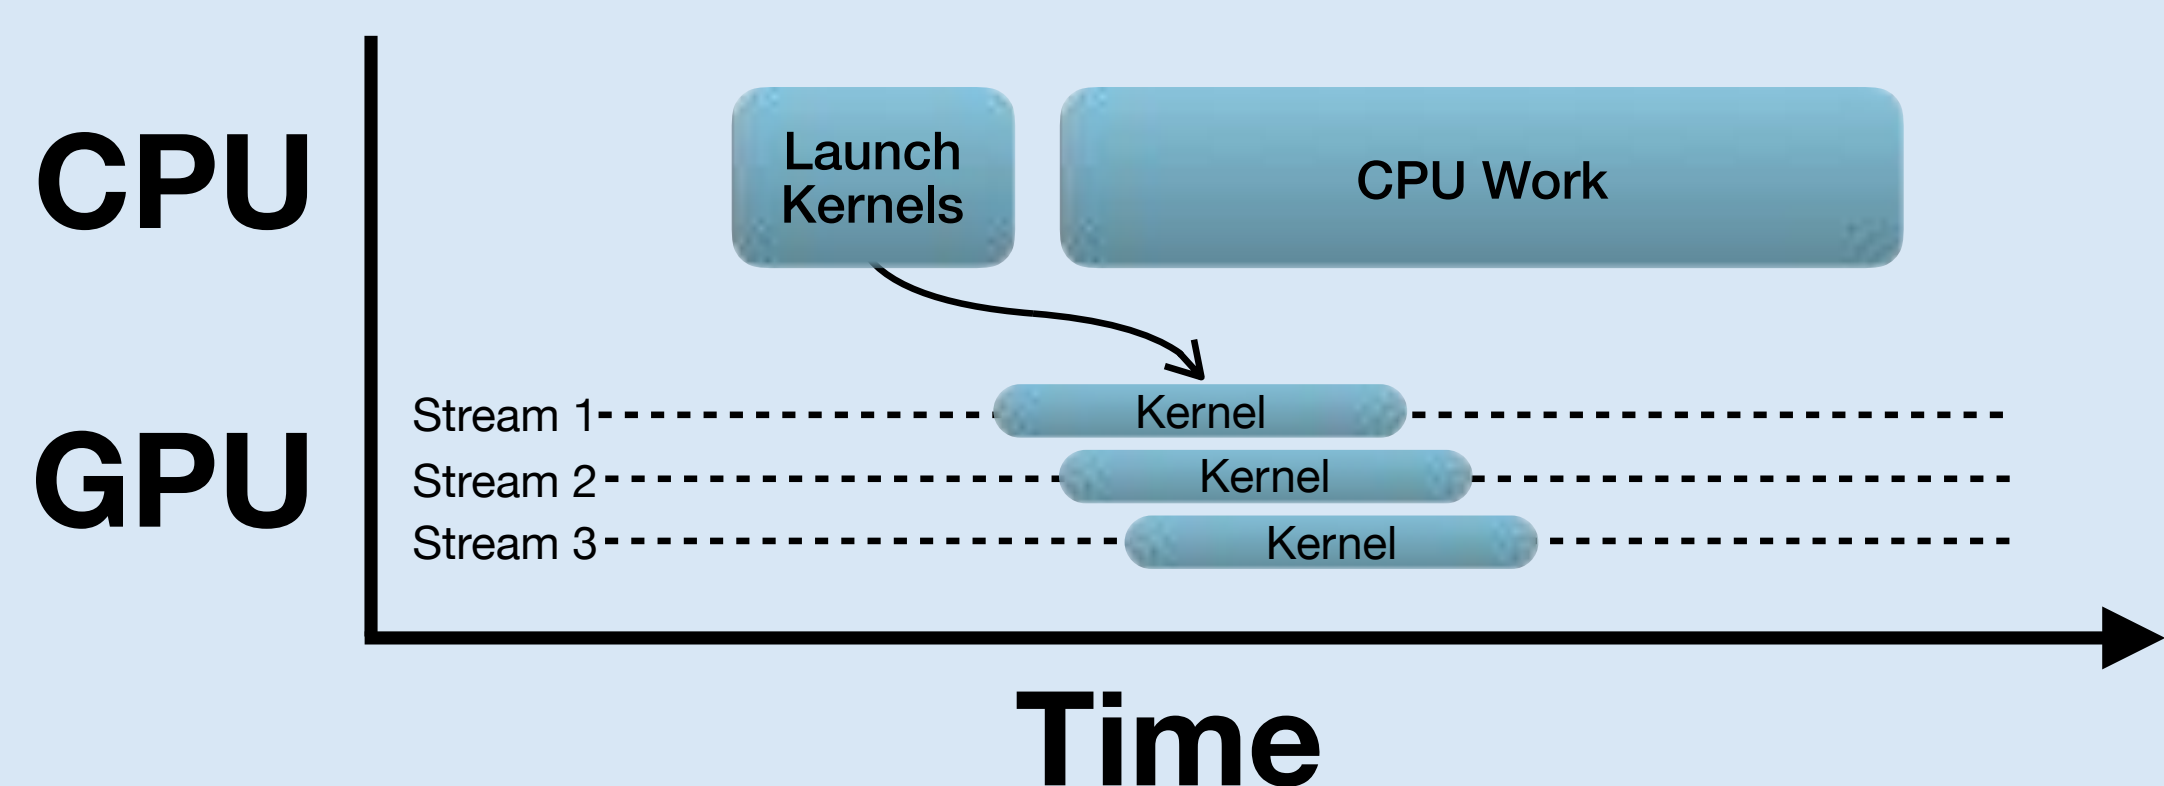 CPU
Launch
Kernels
CPU Work
GPU
Stream 1
Kernel
Stream 2
Kernel
Stream 3
Kernel
Time